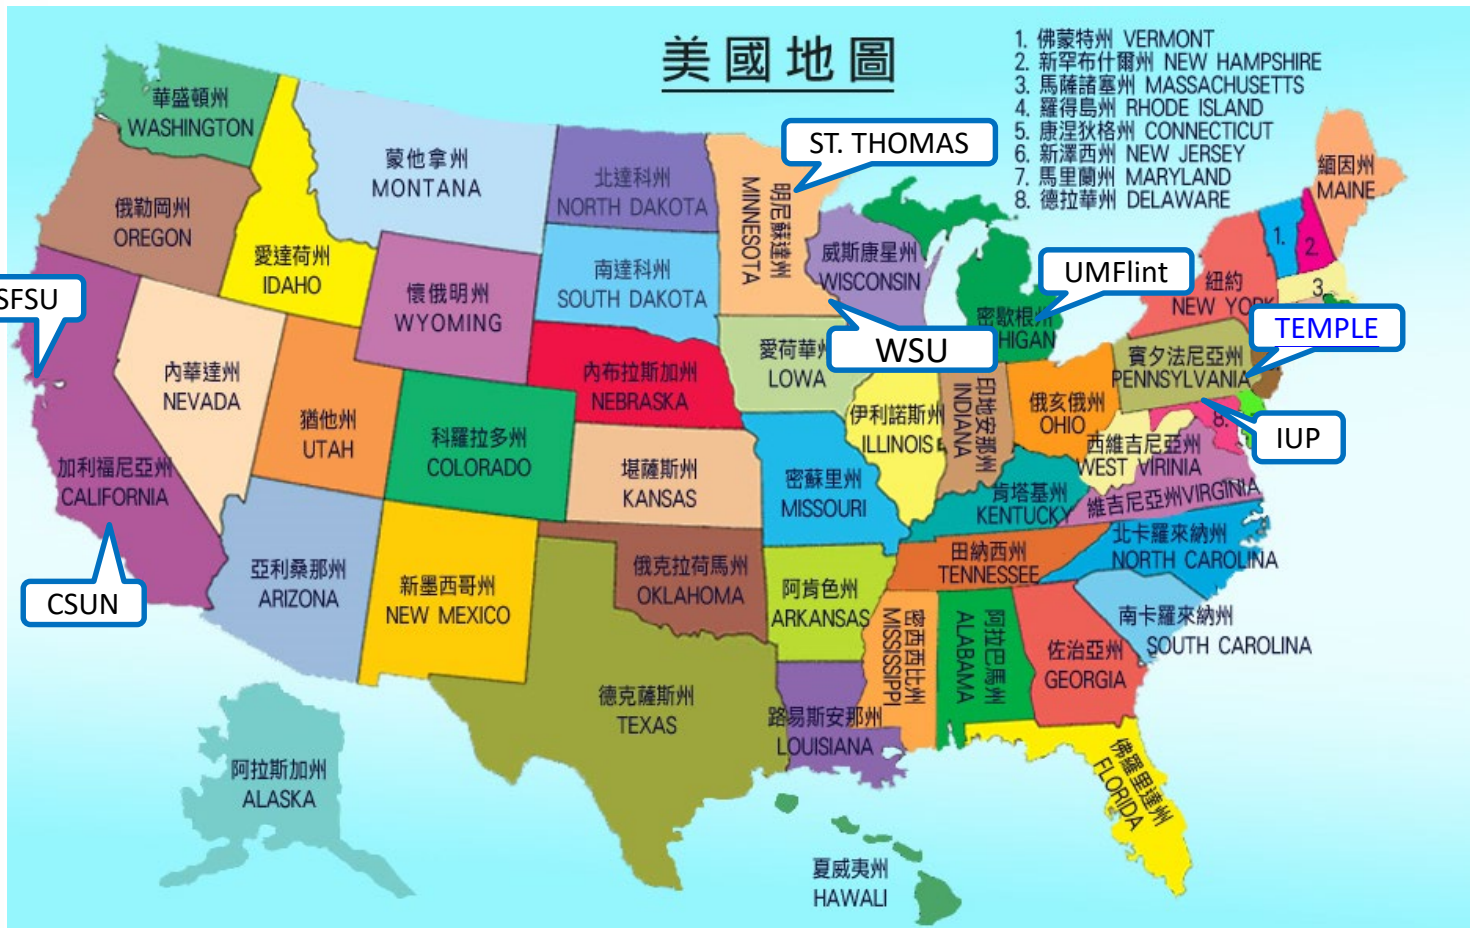 美國地圖
1. 佛蒙特州 VERMONT
2. 新罕布什爾州 NEW HAMPSHIRE
3. 馬薩諸塞州 MASSACHUSETTS
4. 羅得島州 RHODE ISLAND
5. 康涅狄格州 CONNECTICUT
6. 新澤西州 NEW JERSEY
7. 馬里蘭州 MARYLAND
8. 德拉華州 DELAWARE
華盛頓州
WASHINGTON
俄勒岡州
OREGON
愛達荷州
IDAHO
蒙他拿州
MONTANA
北達科州
NORTH DAKOTA
南達科州
SOUTH DAKOTA
明尼蘇達州
MINNESOTA
ST. THOMAS
威斯康星州
WISCONSIN
UMFlint
密歇根州
HIGAN
緬因州
MAINE
1.
2.
3
紐約
NEW YORK
TEMPLE
賓夕法尼亞州
PENNSYLVANIA
SFSU
懷俄明州
WYOMING
內華達州
NEVADA
猶他州
UTAH
科羅拉多州
COLORADO
內布拉斯加州
NEBRASKA
愛荷華州
LOWA
WSU
伊利諾斯州
ILLINOIS
印地安那州
INDIANA
俄亥俄州
OHIO
8.
IUP
西維吉尼亞州
WEST VIRINIA
維吉尼亞州VIRGINIA
加利福尼亞州
CALIFORNIA
CSUN
堪薩斯州
KANSAS
密蘇里州
MISSOURI
肯塔基州
KENTUCKY
亞利桑那州
ARIZONA
新墨西哥州
NEW MEXICO
俄克拉荷馬州
OKLAHOMA
阿肯色州
ARKANSAS
田納西州
TENNESSEE
北卡羅來納州
NORTH CAROLINA
南卡羅來納州
SOUTH CAROLINA
德克薩斯州
TEXAS
路易斯安那州
LOUISIANA
密西西比州
MISSISSIPPI
阿拉巴馬州
ALABAMA
佐治亞州
GEORGIA
佛羅里達州
FLORIDA
阿拉斯加州
ALASKA
夏威夷州
HAWALI